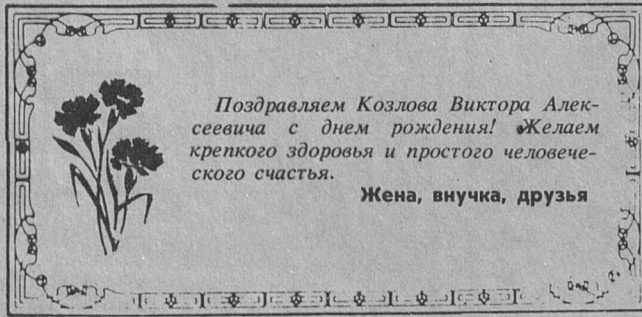 Поздравляем Козлова Виктора Алек-
сеевича с днем рождения! Желаем
крепкого здоровья и простого человече-
ского счастья.
Жена, внучка, друзья